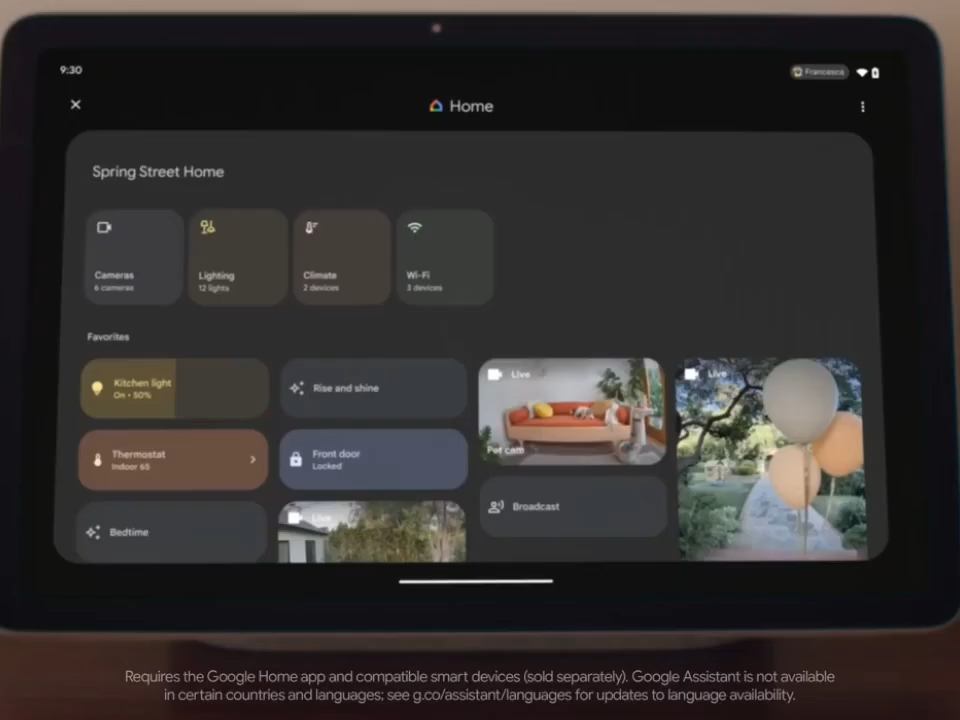 9:30
Francesca
Home
Spring Street Home
Cameras
6 cameras
Lighting
12 lights
Climate
2 devices
Wi-Fi
3 devices
Favorites
Kitchen light
On • 50%
Rise and shine
Live
Live
Thermostat
Indoor 65
Front door
Locked
Pet cam
Bedtime
Live
Broadcast
Requires the Google Home app and compatible smart devices (sold separately). Google Assistant is not available
in certain countries and languages; see g.co/assistant/languages for updates to language availability.